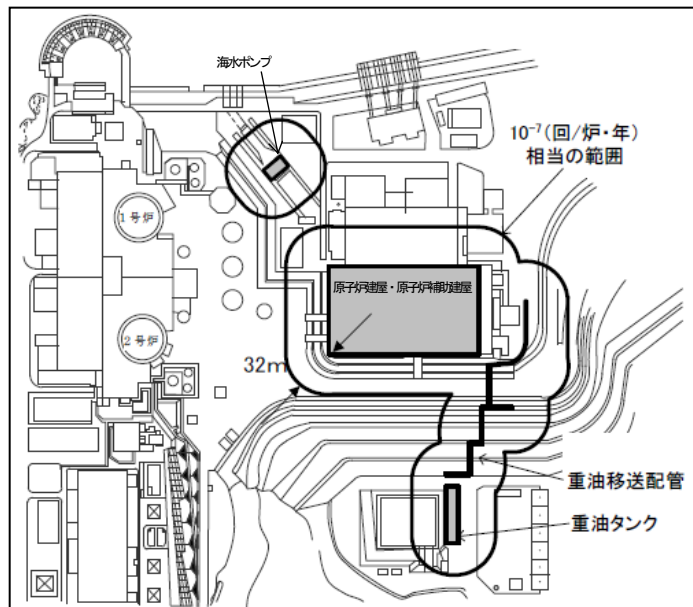 海水ポンプ
10⁻⁷(回/炉・年)
相当の範囲
1号炉
原子炉建屋・原子炉補助建屋
2号炉
32m
重油移送配管
重油タンク